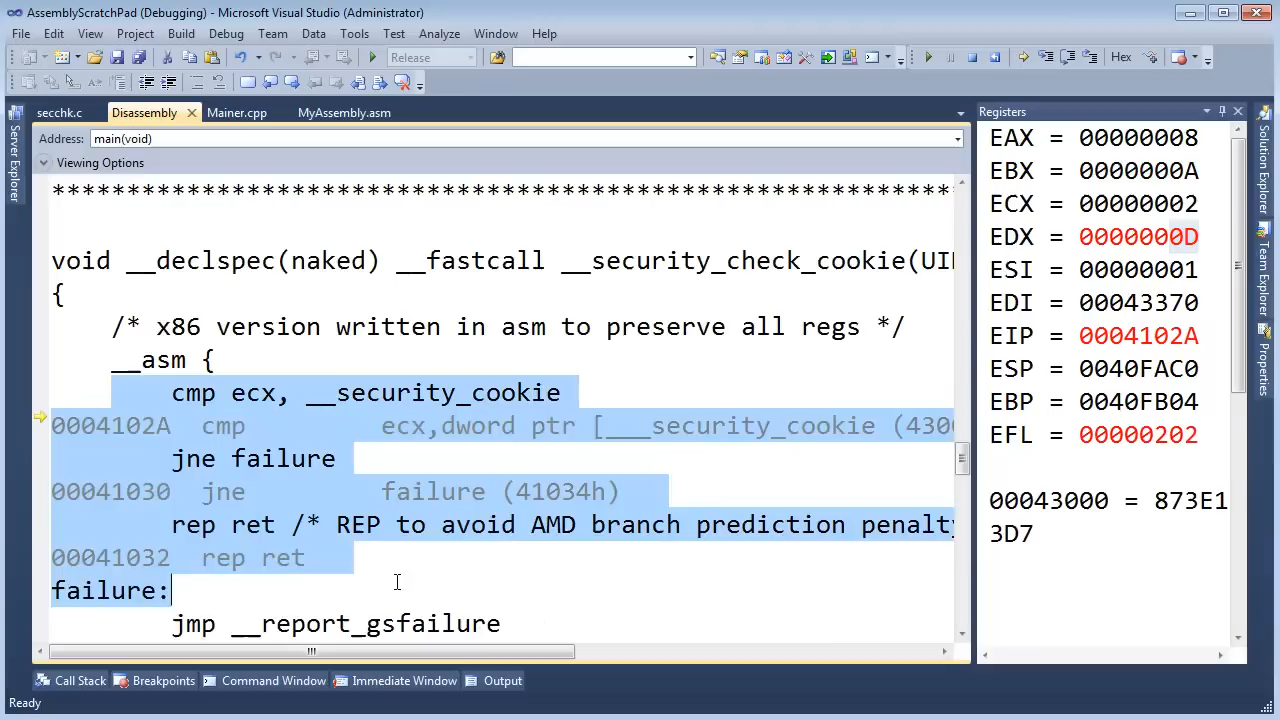 AssemblyScratchPad (Debugging) - Microsoft Visual Studio (Administrator)
File Edit View Project Build Debug Team Data Tools Test Analyze Window Help
Release Hex
secchk.c Disassembly Mainer.cpp MyAssembly.asm
Address: main(void)
Viewing Options
*************************************************************
void __declspec(naked) __fastcall __security_check_cookie(UI
{
/* x86 version written in asm to preserve all regs */
__asm {
cmp ecx, __security_cookie
0004102A cmp ecx,dword ptr [___security_cookie (430
jne failure
00041030 jne failure (41034h)
rep ret /* REP to avoid AMD branch prediction penalty
00041032 rep ret
failure:
jmp __report_gsfailure
Registers
EAX = 00000008
EBX = 0000000A
ECX = 00000002
EDX = 0000000D
ESI = 00000001
EDI = 00043370
EIP = 0004102A
ESP = 0040FAC0
EBP = 0040FB04
EFL = 00000202
00043000 = 873E1
3D7
Server Explorer
Solution Explorer
Team Explorer
Properties
Call Stack Breakpoints Command Window Immediate Window Output
Ready